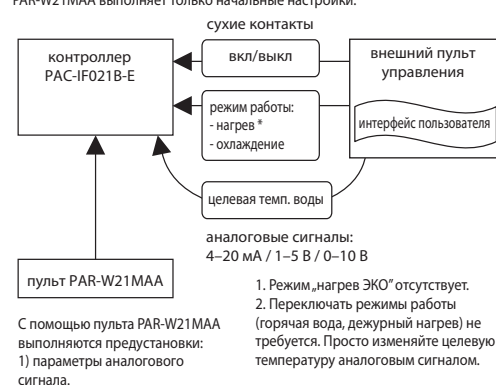 PAR-W21MAA выполняет только начальные настройки.
сухие контакты
контроллер
PAC-IF021B-E
вкл/выкл
внешний пульт
управления
режим работы:
- нагрев *
- охлаждение
интерфейс пользователя
целевая темп. воды
аналоговые сигналы:
4–20 мА / 1–5 В / 0–10 В
пульт PAR-W21MAA
С помощью пульта PAR-W21MAA
выполняются предустановки:
1) параметры аналогового
сигнала.
1. Режим „нагрев ЭКО” отсутствует.
2. Переключать режимы работы
(горячая вода, дежурный нагрев) не
требуется. Просто изменяйте целевую
температуру аналоговым сигналом.